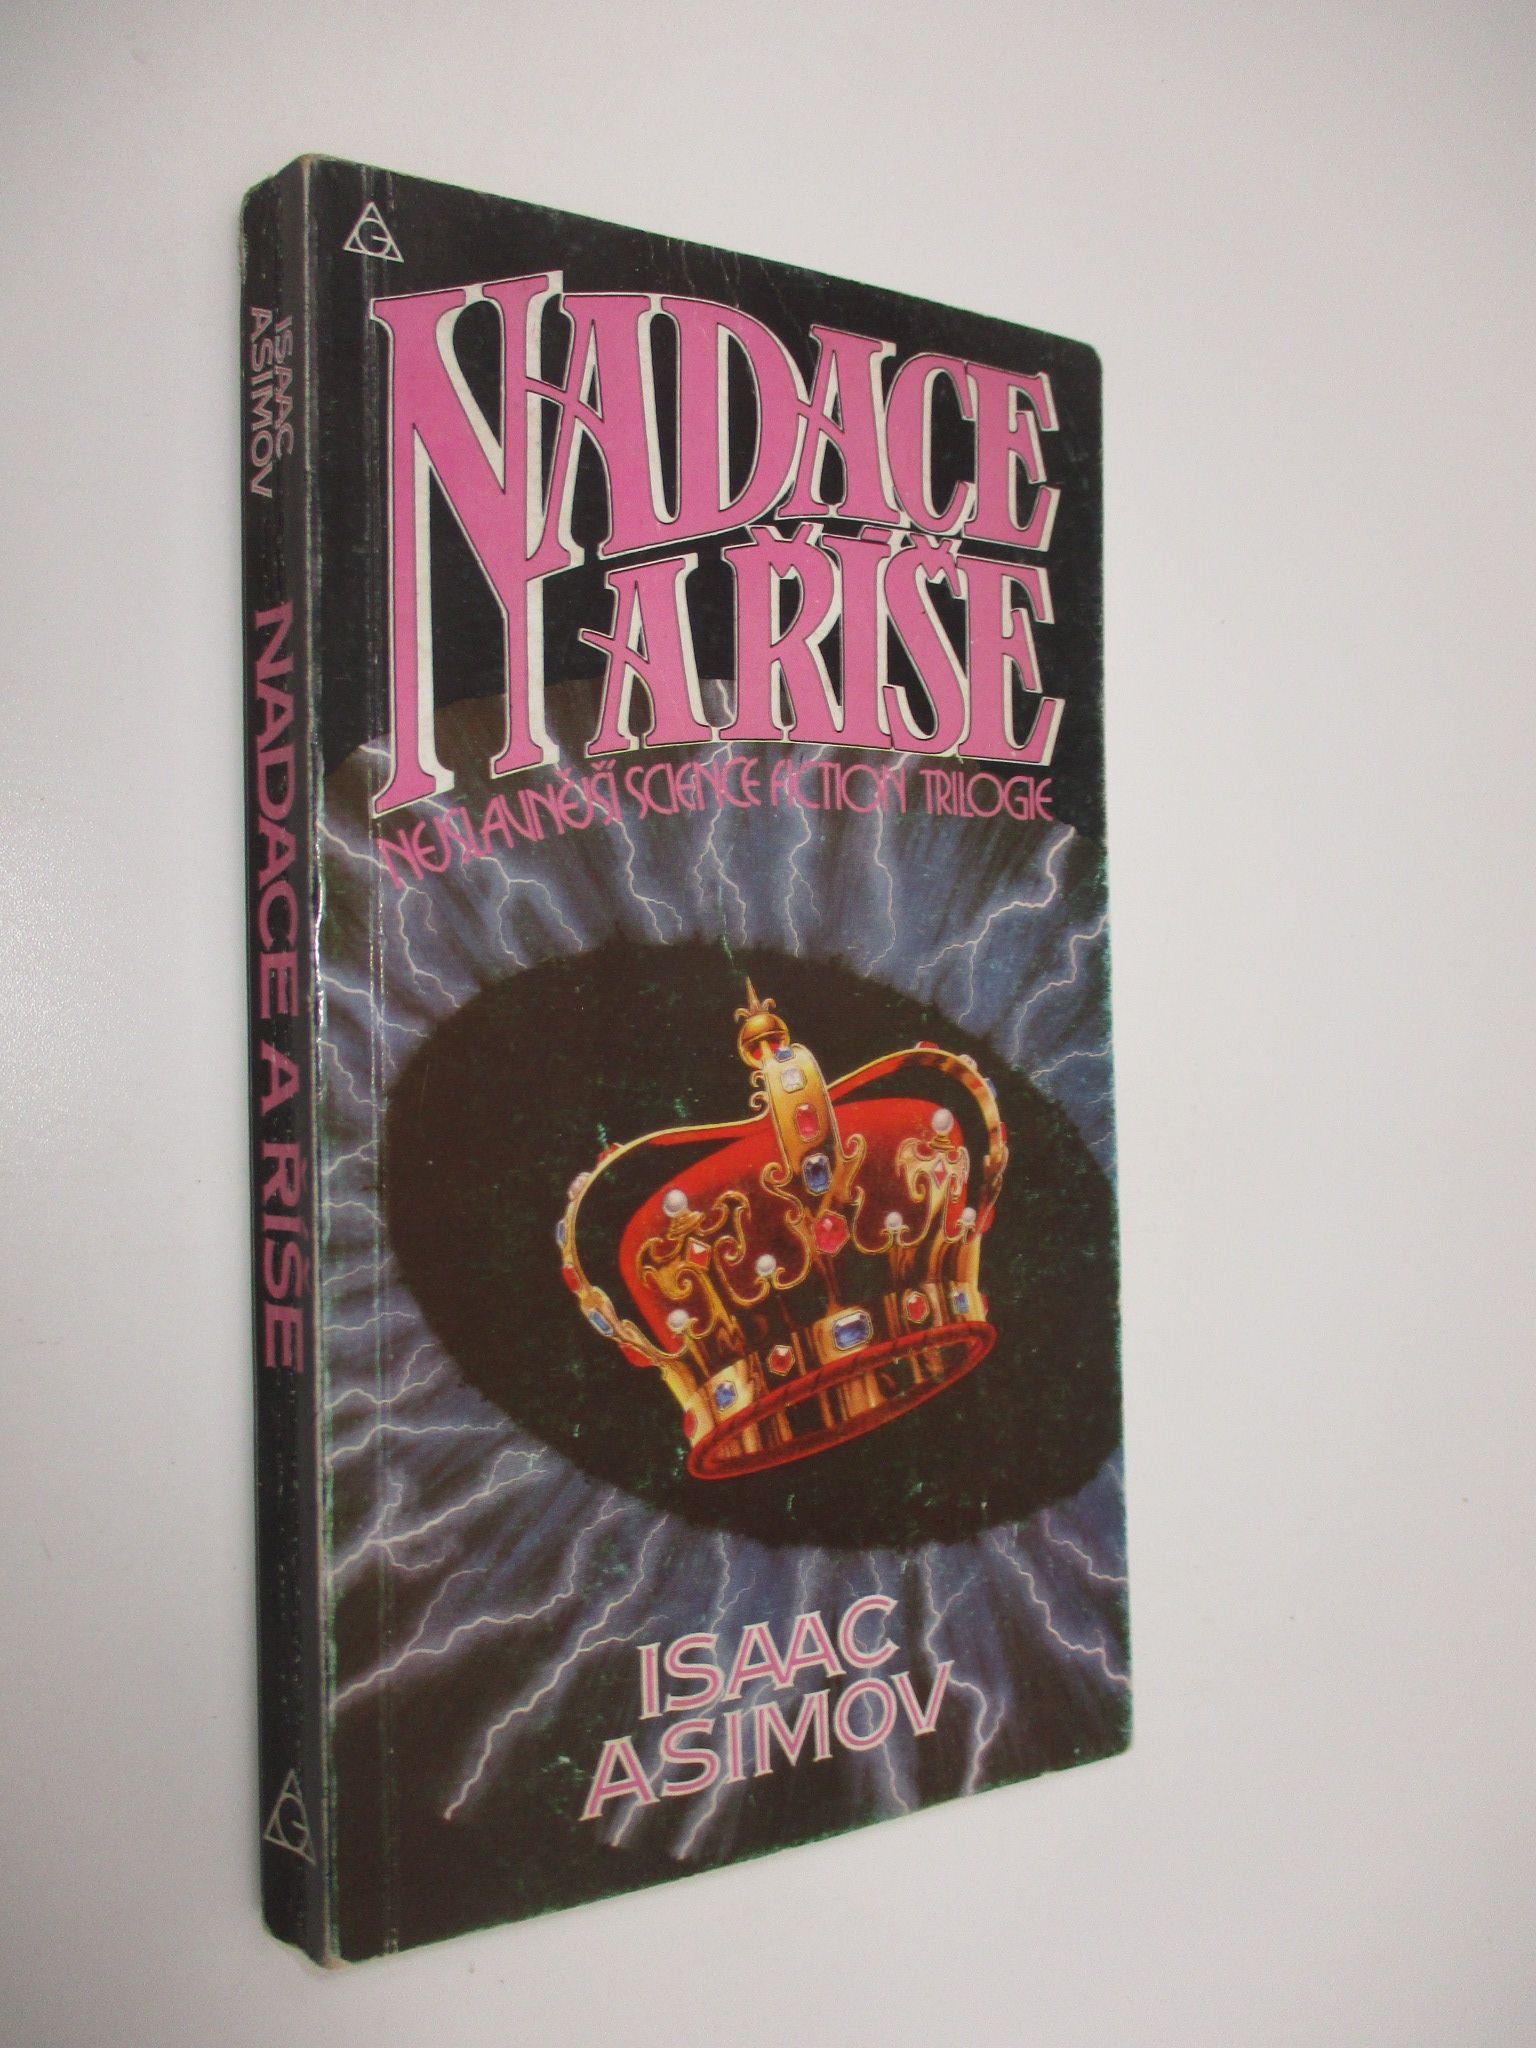 NADACE
A ŘÍŠE
NEJSLAVNĚJŠÍ SCIENCE FICTION TRILOGIE
ISAAC
ASIMOV
ISAAC
ASIMOV
NADACE A ŘÍŠE